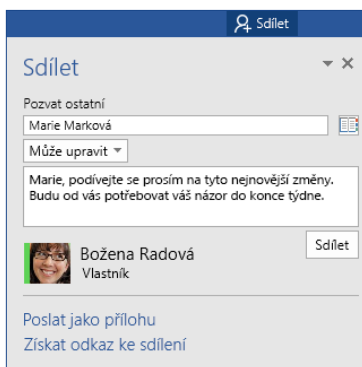 Sdílet
Sdílet
Pozvat ostatní
Marie Marková
Může upravit
Marie, podívejte se prosím na tyto nejnovější změny.
Budu od vás potřebovat váš názor do konce týdne.
Sdílet
Božena Radová
Vlastník
Poslat jako přílohu
Získat odkaz ke sdílení